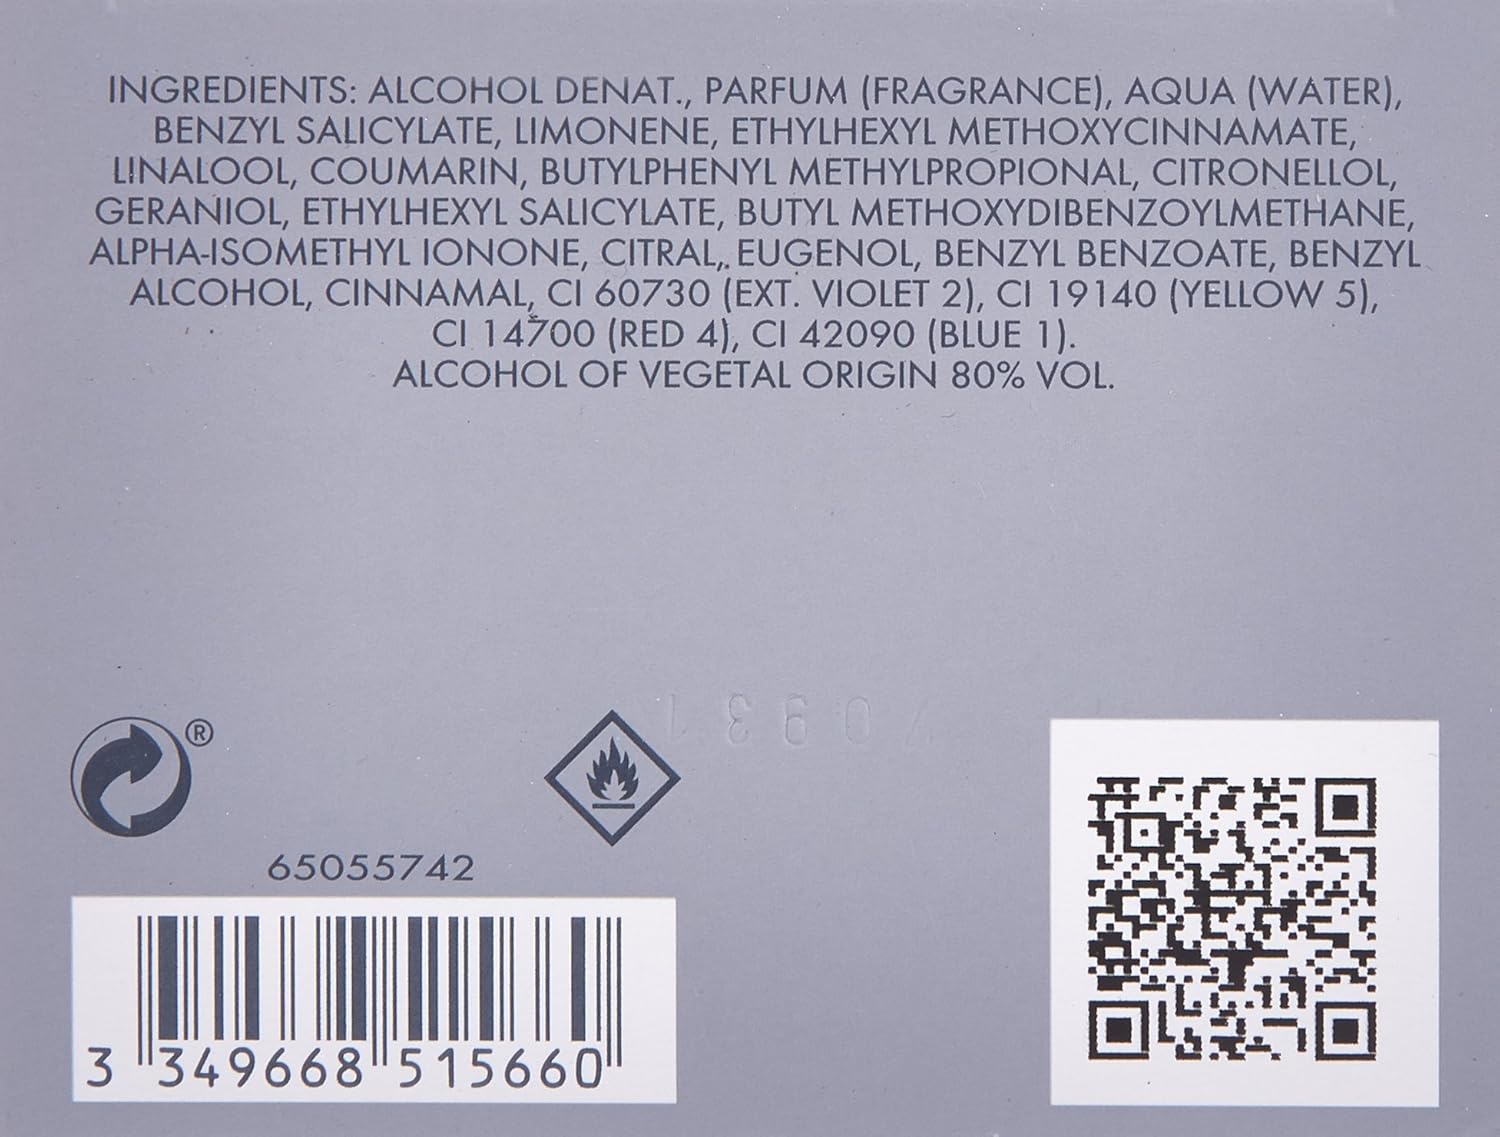 INGREDIENTS: ALCOHOL DENAT., PARFUM (FRAGRANCE), AQUA (WATER),
BENZYL SALICYLATE, LIMONENE, ETHYLHEXYL METHOXYCINNAMATE,
LINALOOL, COUMARIN, BUTYLPHENYL METHYLPROPIONAL, CITRONELLOL,
GERANIOL, ETHYLHEXYL SALICYLATE, BUTYL METHOXYDIBENZOYLMETHANE,
ALPHA-ISOMETHYL IONONE, CITRAL, EUGENOL, BENZYL BENZOATE, BENZYL
ALCOHOL, CINNAMAL, CI 60730 (EXT. VIOLET 2), CI 19140 (YELLOW 5),
CI 14700 (RED 4), CI 42090 (BLUE 1).
ALCOHOL OF VEGETAL ORIGIN 80% VOL.
®
65055742
3 349668 515660